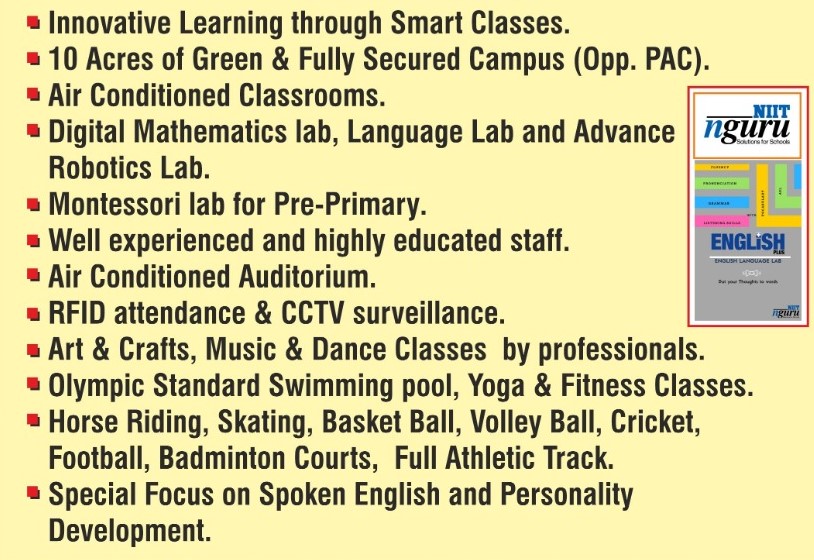 Innovative Learning through Smart Classes.
10 Acres of Green & Fully Secured Campus (Opp. PAC).
Air Conditioned Classrooms.
Digital Mathematics lab, Language Lab and Advance
Robotics Lab.
Montessori lab for Pre-Primary.
Well experienced and highly educated staff.
Air Conditioned Auditorium.
RFID attendance & CCTV surveillance.
Art & Crafts, Music & Dance Classes by professionals.
Olympic Standard Swimming pool, Yoga & Fitness Classes.
Horse Riding, Skating, Basket Ball, Volley Ball, Cricket,
Football, Badminton Courts, Full Athletic Track.
Special Focus on Spoken English and Personality
Development.
NIIT
nguru
Solutions for Schools
PRONUNCIATION
GRAMMAR
LISTENING SKILLS
VOCABULARY
ENGLiSH
PLUS
ENGLISH LANGUAGE LAB
Put your Thoughts to words
NIIT
nguru